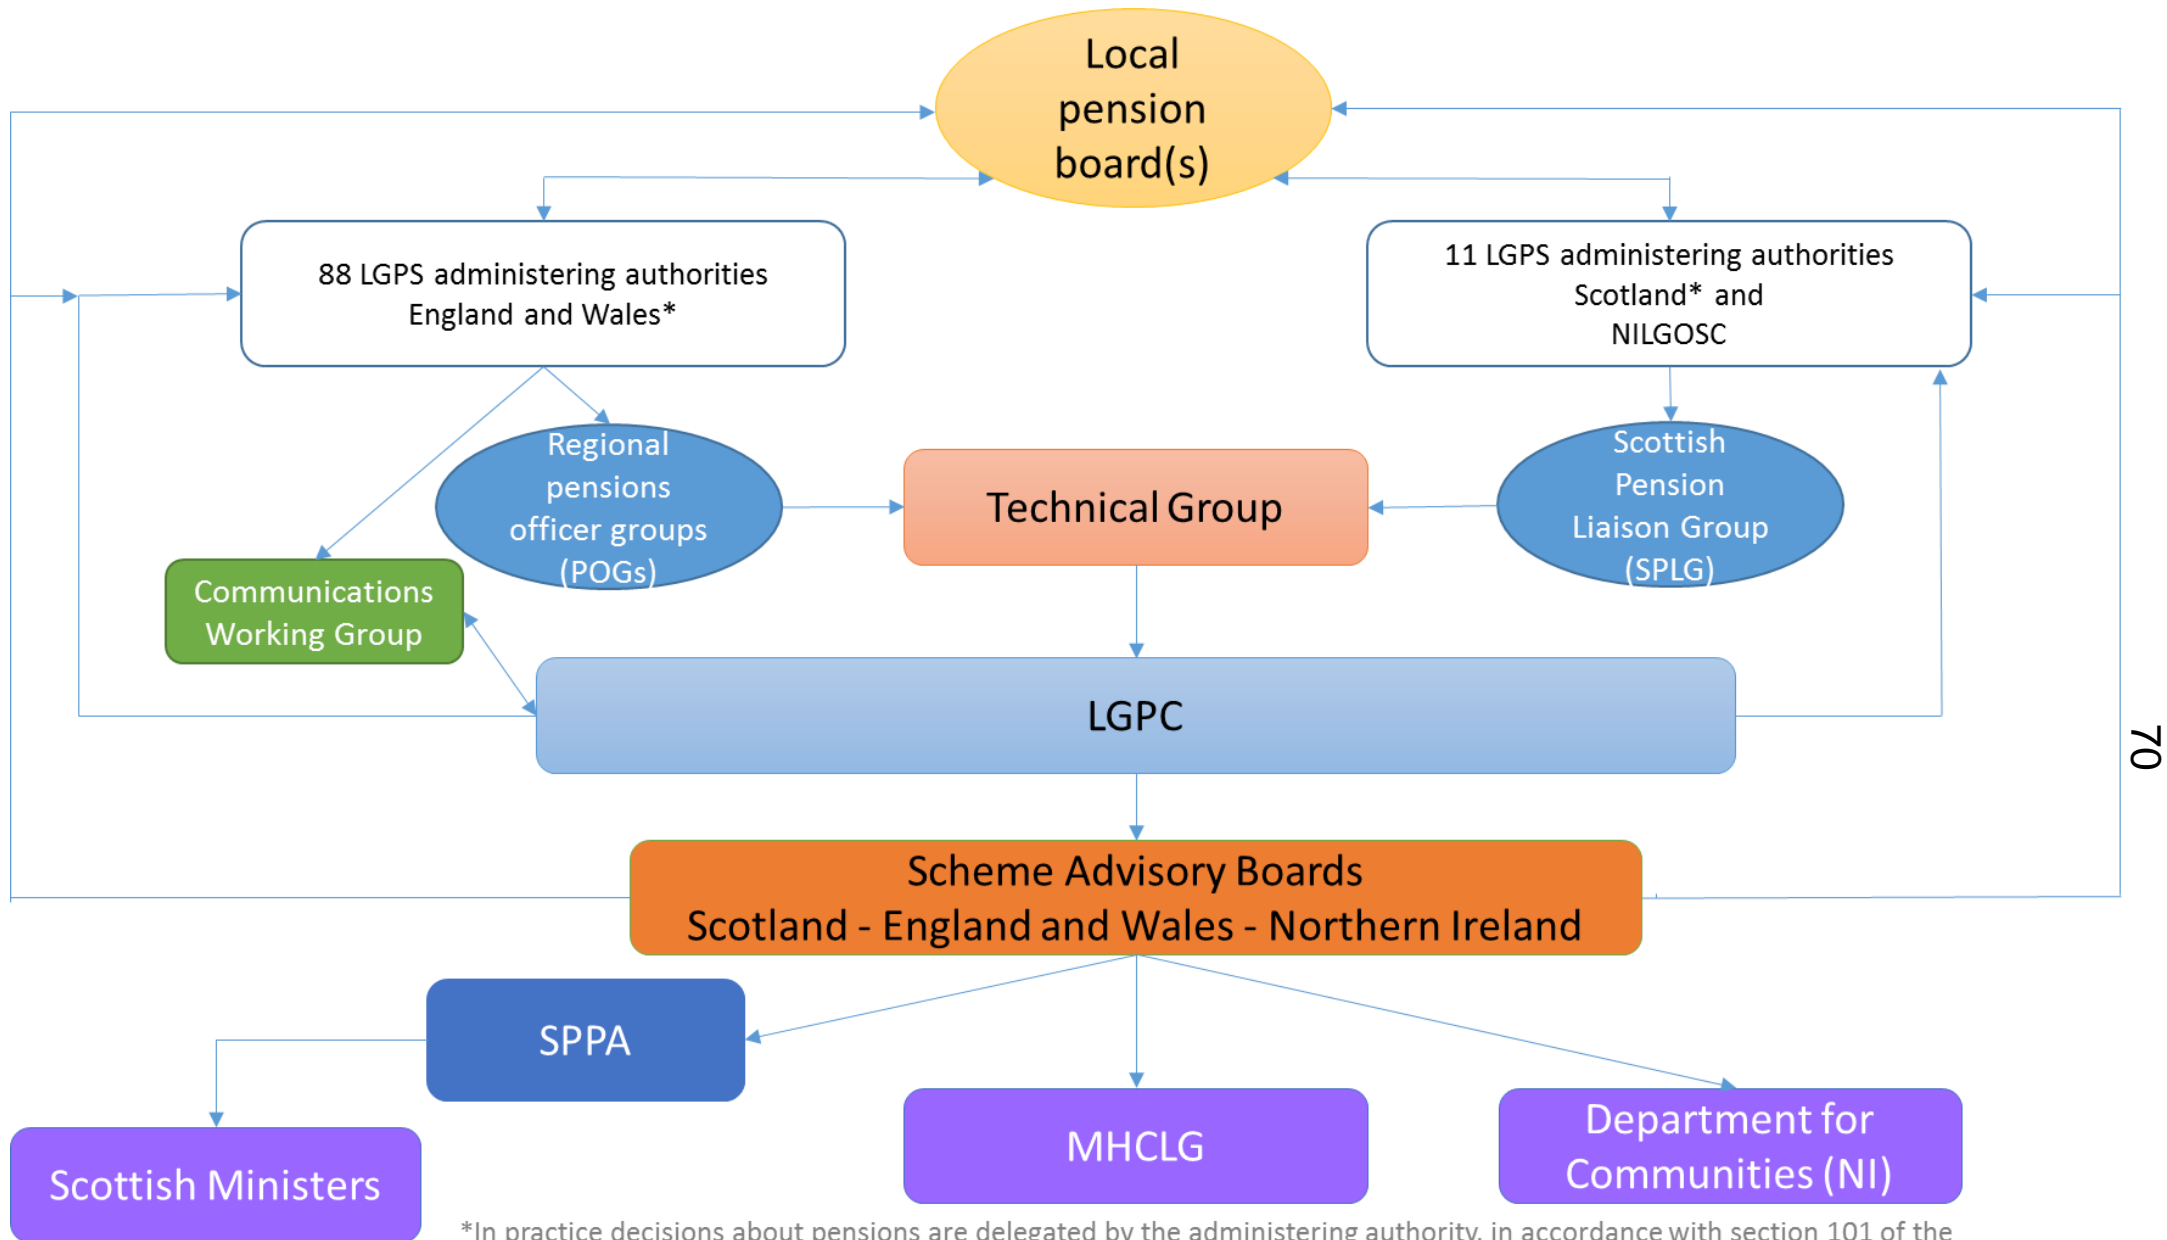 Local
pension
board(s)
88 LGPS administering authorities
England and Wales*
11 LGPS administering authorities
Scotland* and
NILGOSC
Regional
pensions
officer groups
(POGs)
Technical Group
Scottish
Pension
Liaison Group
(SPLG)
Communications
Working Group
LGPC
70
Scheme Advisory Boards
Scotland - England and Wales - Northern Ireland
SPPA
MHCLG
Department for
Communities (NI)
Scottish Ministers
*In practice decisions about pensions are delegated by the administering authority, in accordance with section 101 of the